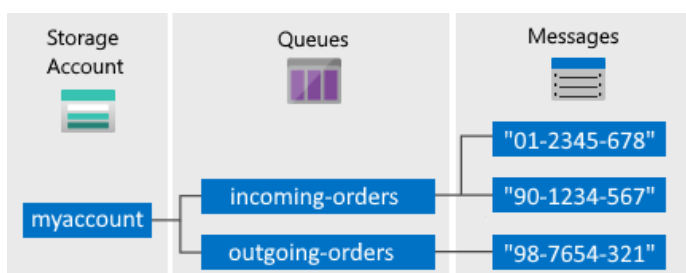 Storage
Account
Queues
Messages
myaccount
incoming-orders
outgoing-orders
"01-2345-678"
"90-1234-567"
"98-7654-321"